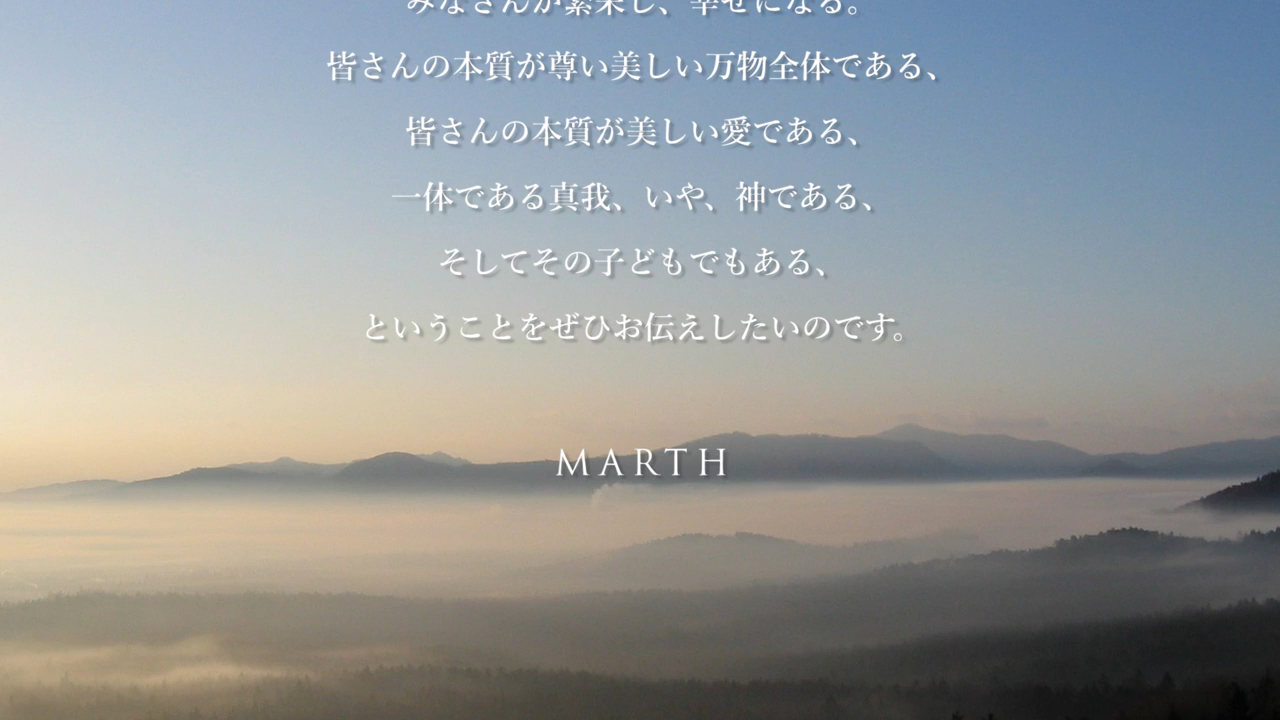 みなさんが繁栄し、幸せになる。
皆さんの本質が尊い美しい万物全体である、
皆さんの本質が美しい愛である、
一体である真我、いや、神である、
そしてその子どもでもある、
ということをぜひお伝えしたいのです。
MARTH